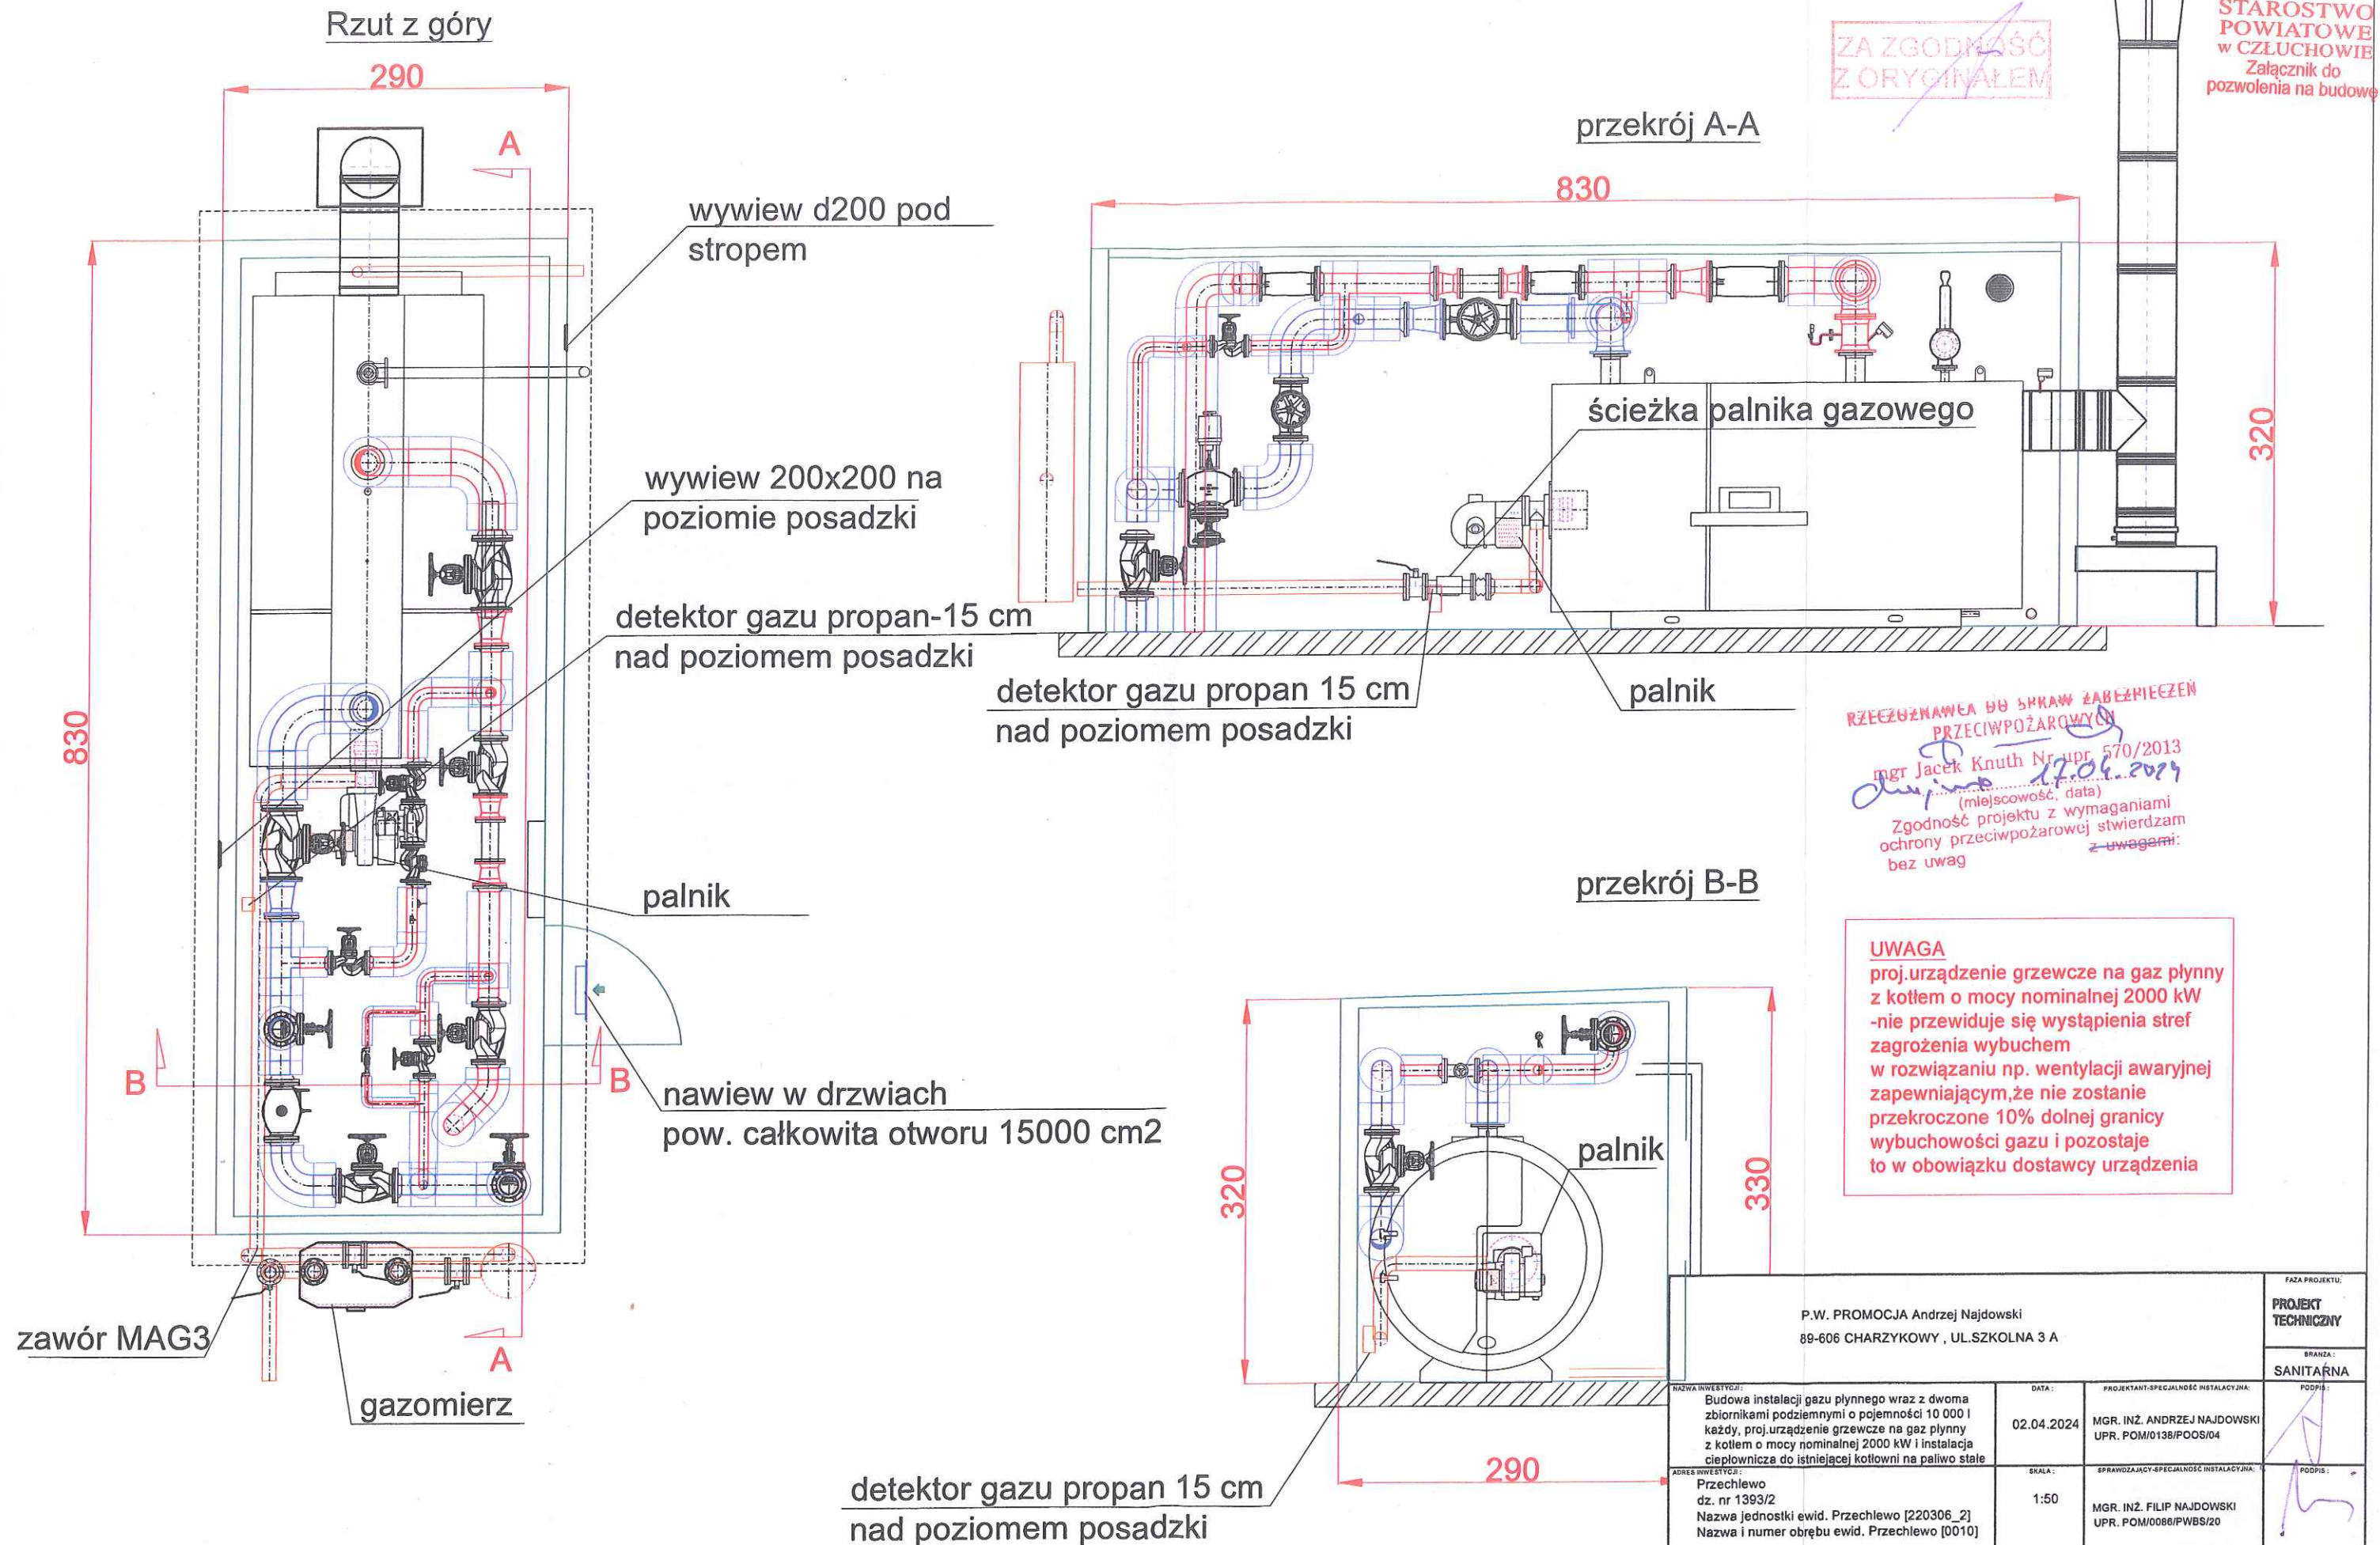 Rzut z góry
290
A
wywiew d200 pod
stropem
wywiew 200x200 na
poziomie posadzki
detektor gazu propan-15 cm
nad poziomem posadzki
830
palnik
B
B
nawiew w drzwiach
pow. całkowita otworu 15000 cm2
zawór MAG3
A
gazomierz
ZA ZGODNOŚĆ
Z ORYGINAŁEM
STAROSTWO
POWIATOWE
w CZŁUCHOWIE
Załącznik do
pozwolenia na budowę
przekrój A-A
830
ścieżka palnika gazowego
320
detektor gazu propan 15 cm
nad poziomem posadzki
palnik
RZECZOZNAWCA DO SPRAW ZABEZPIECZEŃ
PRZECIWPOŻAROWYCH
mgr Jacek Knuth Nr upr. 570/2013
17.04.2024
(miejscowość, data)
Zgodność projektu z wymaganiami
ochrony przeciwpożarowej stwierdzam
bez uwag
z uwagami:
przekrój B-B
320
palnik
330
290
detektor gazu propan 15 cm
nad poziomem posadzki
UWAGA
proj.urządzenie grzewcze na gaz płynny
z kotłem o mocy nominalnej 2000 kW
-nie przewiduje się wystąpienia stref
zagrożenia wybuchem
w rozwiązaniu np. wentylacji awaryjnej
zapewniającym,że nie zostanie
przekroczone 10% dolnej granicy
wybuchowości gazu i pozostaje
to w obowiązku dostawcy urządzenia
P.W. PROMOCJA Andrzej Najdowski
89-606 CHARZYKOWY , UL.SZKOLNA 3 A
FAZA PROJEKTU:
PROJEKT
TECHNICZNY
BRANŻA :
SANITARNA
NAZWA INWESTYCJI :
Budowa instalacji gazu płynnego wraz z dwoma
zbiornikami podziemnymi o pojemności 10 000 l
każdy, proj.urządzenie grzewcze na gaz płynny
z kotłem o mocy nominalnej 2000 kW i instalacja
ciepłownicza do istniejącej kotłowni na paliwo stałe
DATA :
02.04.2024
PROJEKTANT-SPECJALNOŚĆ INSTALACYJNA:
MGR. INŻ. ANDRZEJ NAJDOWSKI
UPR. POM/0138/POOS/04
PODPIS :
ADRES INWESTYCJI :
Przechlewo
dz. nr 1393/2
Nazwa jednostki ewid. Przechlewo [220306_2]
Nazwa i numer obrębu ewid. Przechlewo [0010]
SKALA :
1:50
SPRAWDZAJĄCY-SPECJALNOŚĆ INSTALACYJNA:
MGR. INŻ. FILIP NAJDOWSKI
UPR. POM/0086/PWBS/20
PODPIS :